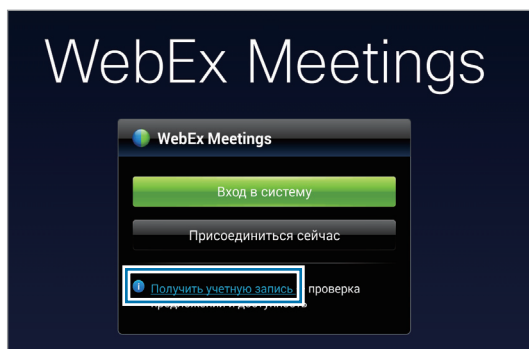 WebEx Meetings
WebEx Meetings
Вход в систему
Присоединиться сейчас
Получить учетную запись проверка